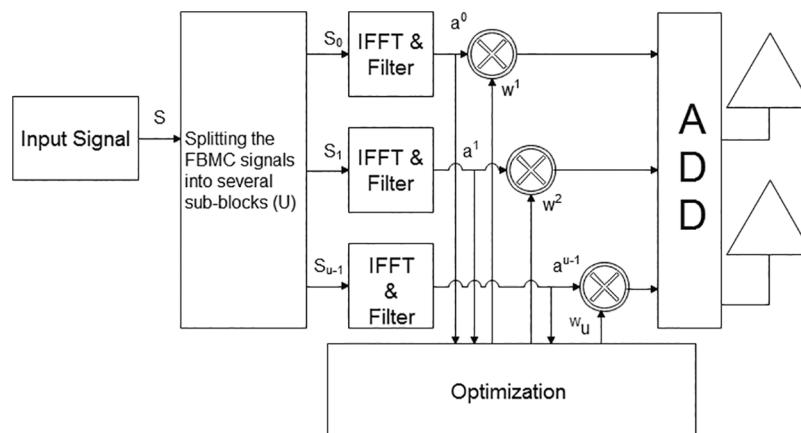 Input Signal
S
Splitting the
FBMC signals
into several
sub-blocks (U)
S₀
IFFT &
Filter
a⁰
w¹
S₁
IFFT &
Filter
a¹
w²
Sᵤ₋₁
IFFT
&
Filter
aᵘ⁻¹
wᵤ
A
D
D
Optimization